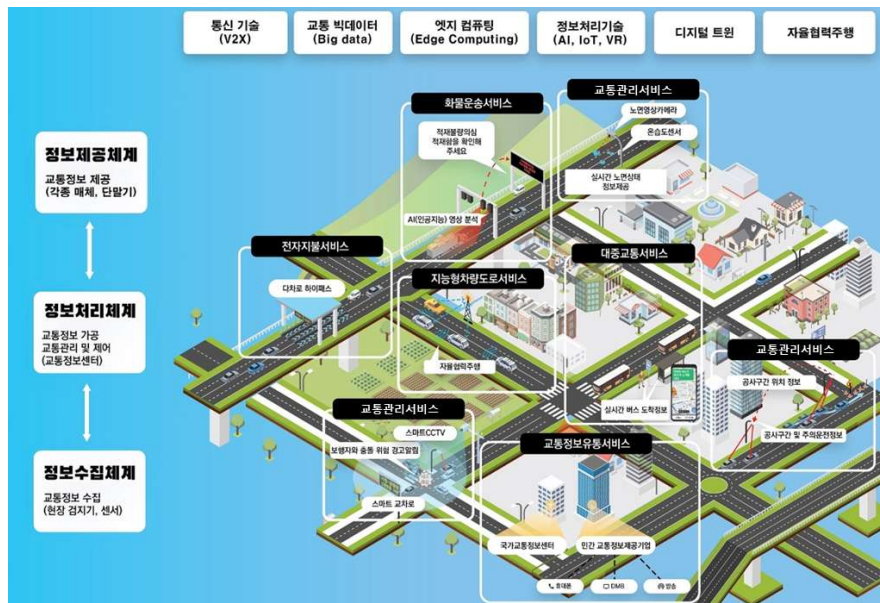 통신 기술
(V2X)
교통 빅데이터
(Big data)
엣지 컴퓨팅
(Edge Computing)
정보처리기술
(AI, IoT, VR)
디지털 트윈
자율협력주행
정보제공체계
교통정보 제공
(각종 매체, 단말기)
정보처리체계
교통정보 가공
교통관리 및 제어
(교통정보센터)
정보수집체계
교통정보 수집
(현장 검지기, 센서)
화물운송서비스
적재불량의심
적재함을 확인해
주세요
AI(인공지능) 영상 분석
교통관리서비스
노면영상카메라
온습도센서
실시간 노면상태
정보제공
전자지불서비스
다차로 하이패스
지능형차량도로서비스
자율협력주행
대중교통서비스
실시간 버스 도착정보
교통관리서비스
공사구간 위치 정보
공사구간 및 주의운전정보
교통관리서비스
스마트CCTV
보행자와 충돌 위험 경고알림
스마트 교차로
교통정보유통서비스
국가교통정보센터
민간 교통정보제공기업
휴대폰
DMB
방송